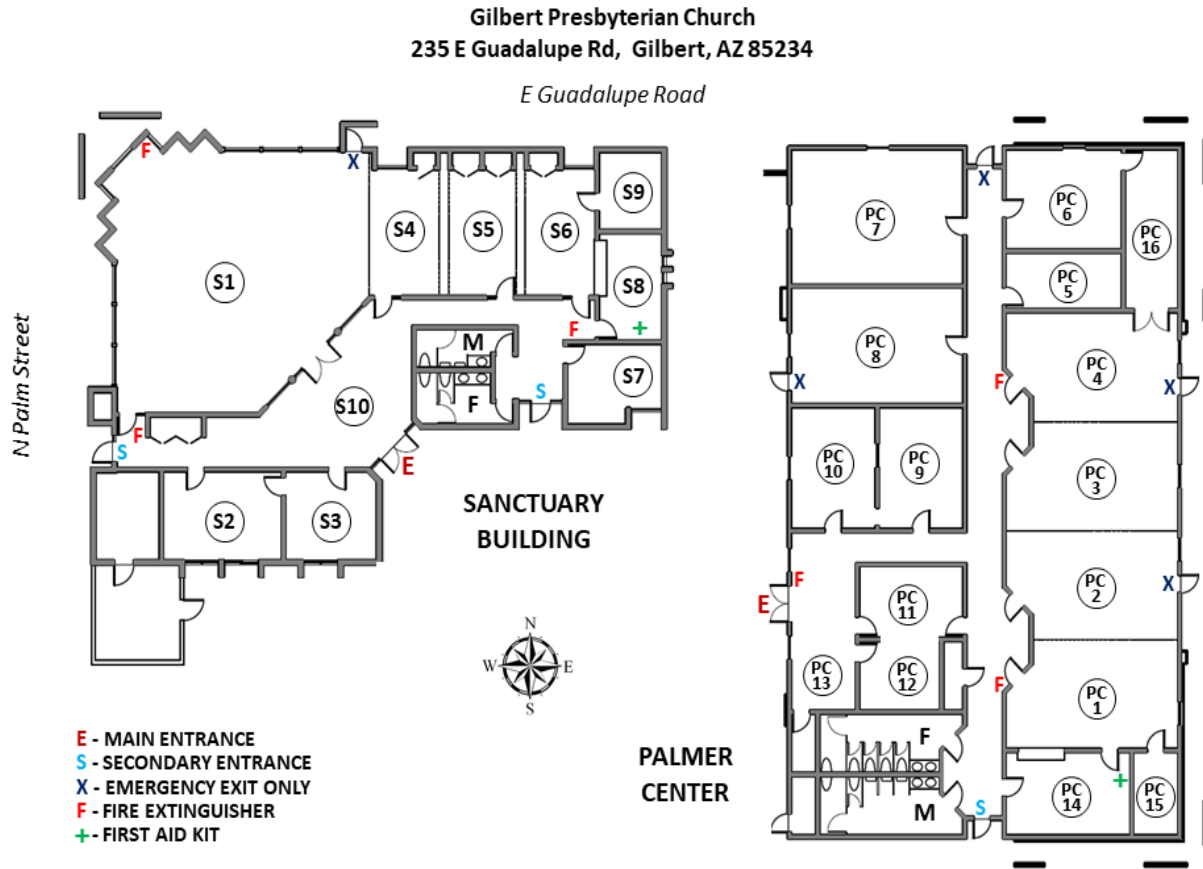 Gilbert Presbyterian Church
235 E Guadalupe Rd,  Gilbert, AZ 85234
E Guadalupe Road
N Palm Street
F
X
S1
S4
S5
S6
S9
S8
F
+
M
F
S
S7
S10
F
S
E
S2
S3
SANCTUARY
BUILDING
N
W
E
S
E - MAIN ENTRANCE
S - SECONDARY ENTRANCE
X - EMERGENCY EXIT ONLY
F - FIRE EXTINGUISHER
+ - FIRST AID KIT
PALMER
CENTER
X
PC
7
PC
6
PC
16
PC
5
PC
8
X
F
PC
4
X
PC
10
PC
9
PC
3
F
E
PC
11
PC
2
X
PC
13
PC
12
F
PC
1
F
M
S
PC
14
+
PC
15